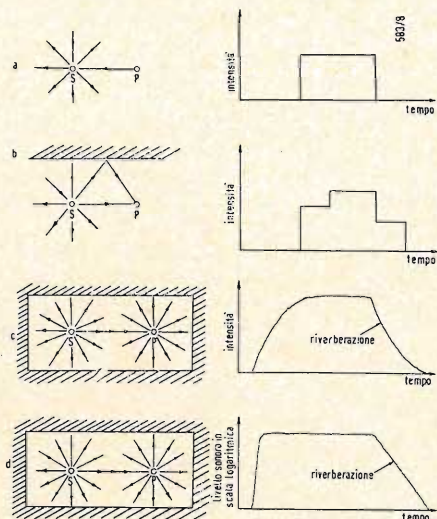 583/8
a
S
P
intensità
tempo
b
S
P
intensità
tempo
c
S
P
intensità
riverberazione
tempo
d
S
P
livello sonoro in
scala logaritmica
riverberazione
tempo